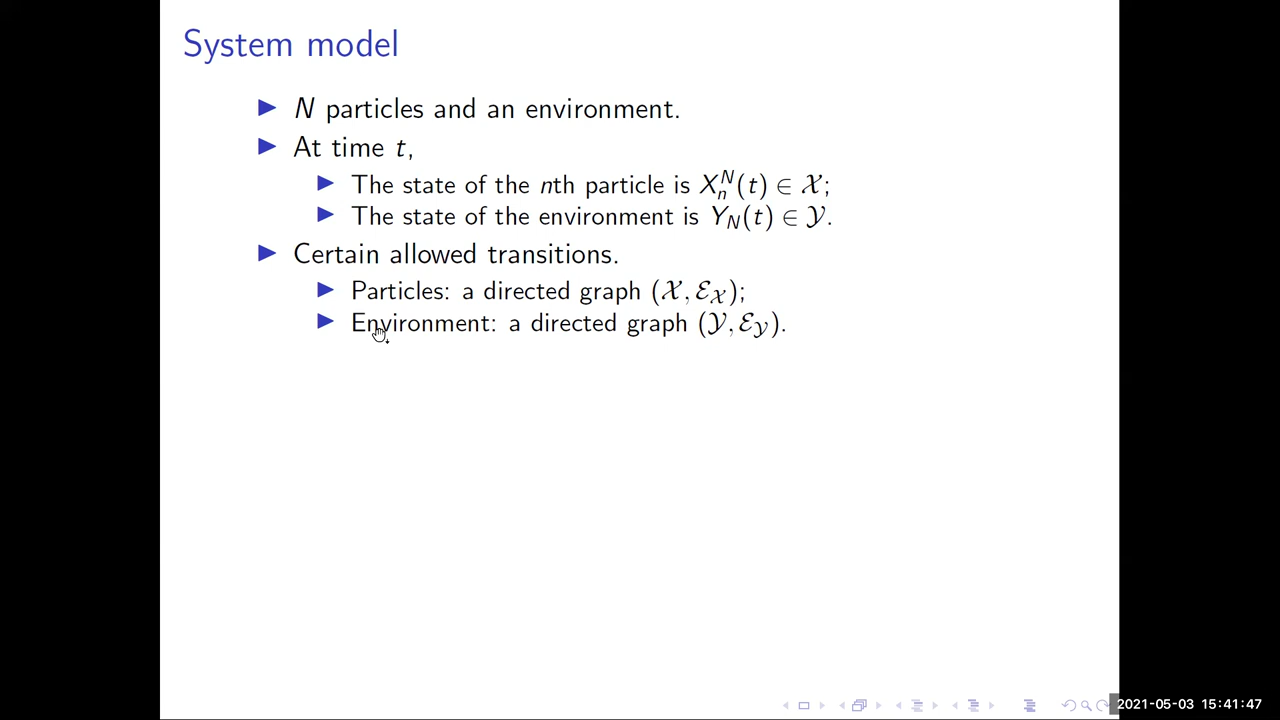 System model
N particles and an environment.
At time t,
The state of the nth particle is X_n^N(t) ∈ 𝒳;
The state of the environment is Y_N(t) ∈ 𝒴.
Certain allowed transitions.
Particles: a directed graph (𝒳, ℰ_𝒳);
Environment: a directed graph (𝒴, ℰ_𝒴).
2021-05-03 15:41:47